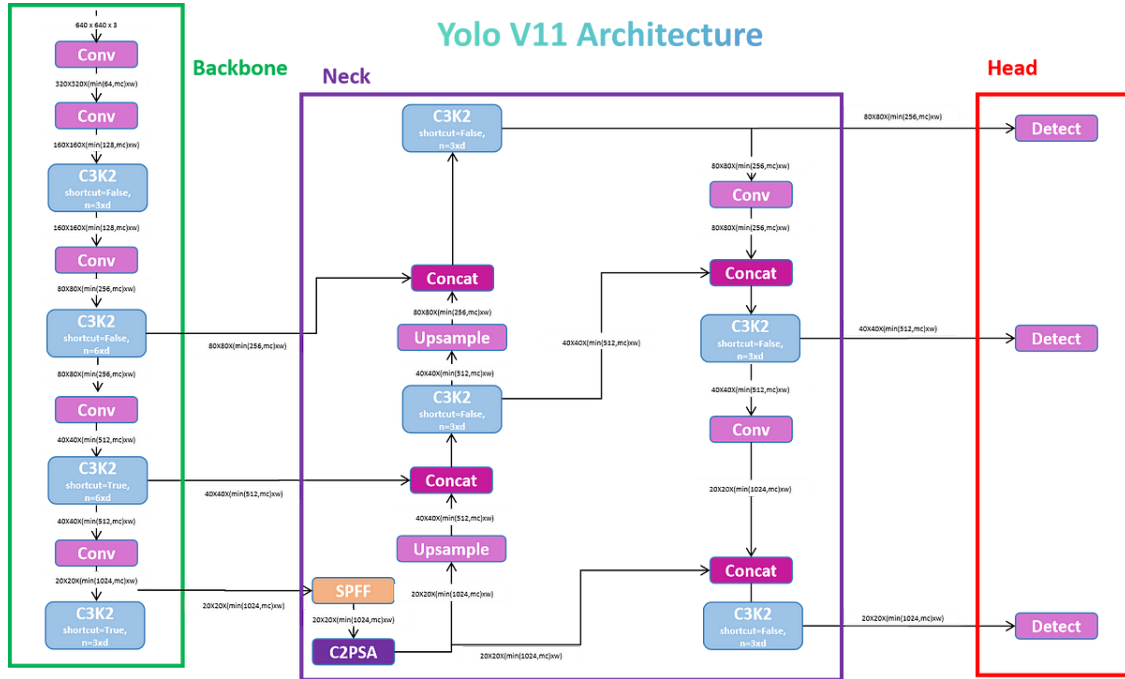 Yolo V11 Architecture
Backbone
640 x 640 x 3
Conv
320X320X(min(64,mc)xw)
Conv
160X160X(min(128,mc)xw)
C3K2
shortcut=False,
n=3xd
160X160X(min(128,mc)xw)
Conv
80X80X(min(256,mc)xw)
C3K2
shortcut=False,
n=6xd
80X80X(min(256,mc)xw)
80X80X(min(256,mc)xw)
Conv
40X40X(min(512,mc)xw)
C3K2
shortcut=True,
n=6xd
40X40X(min(512,mc)xw)
40X40X(min(512,mc)xw)
Conv
20X20X(min(1024,mc)xw)
20X20X(min(1024,mc)xw)
C3K2
shortcut=True,
n=3xd
Neck
C3K2
shortcut=False,
n=3xd
Concat
80X80X(min(256,mc)xw)
Upsample
40X40X(min(512,mc)xw)
C3K2
shortcut=False,
n=3xd
Concat
40X40X(min(512,mc)xw)
Upsample
20X20X(min(1024,mc)xw)
SPFF
20X20X(min(1024,mc)xw)
C2PSA
20X20X(min(1024,mc)xw)
40X40X(min(512,mc)xw)
80X80X(min(256,mc)xw)
Conv
80X80X(min(256,mc)xw)
Concat
C3K2
shortcut=False,
n=3xd
40X40X(min(512,mc)xw)
Conv
20X20X(min(1024,mc)xw)
Concat
C3K2
shortcut=False,
n=3xd
Head
80X80X(min(256,mc)xw)
Detect
40X40X(min(512,mc)xw)
Detect
20X20X(min(1024,mc)xw)
Detect